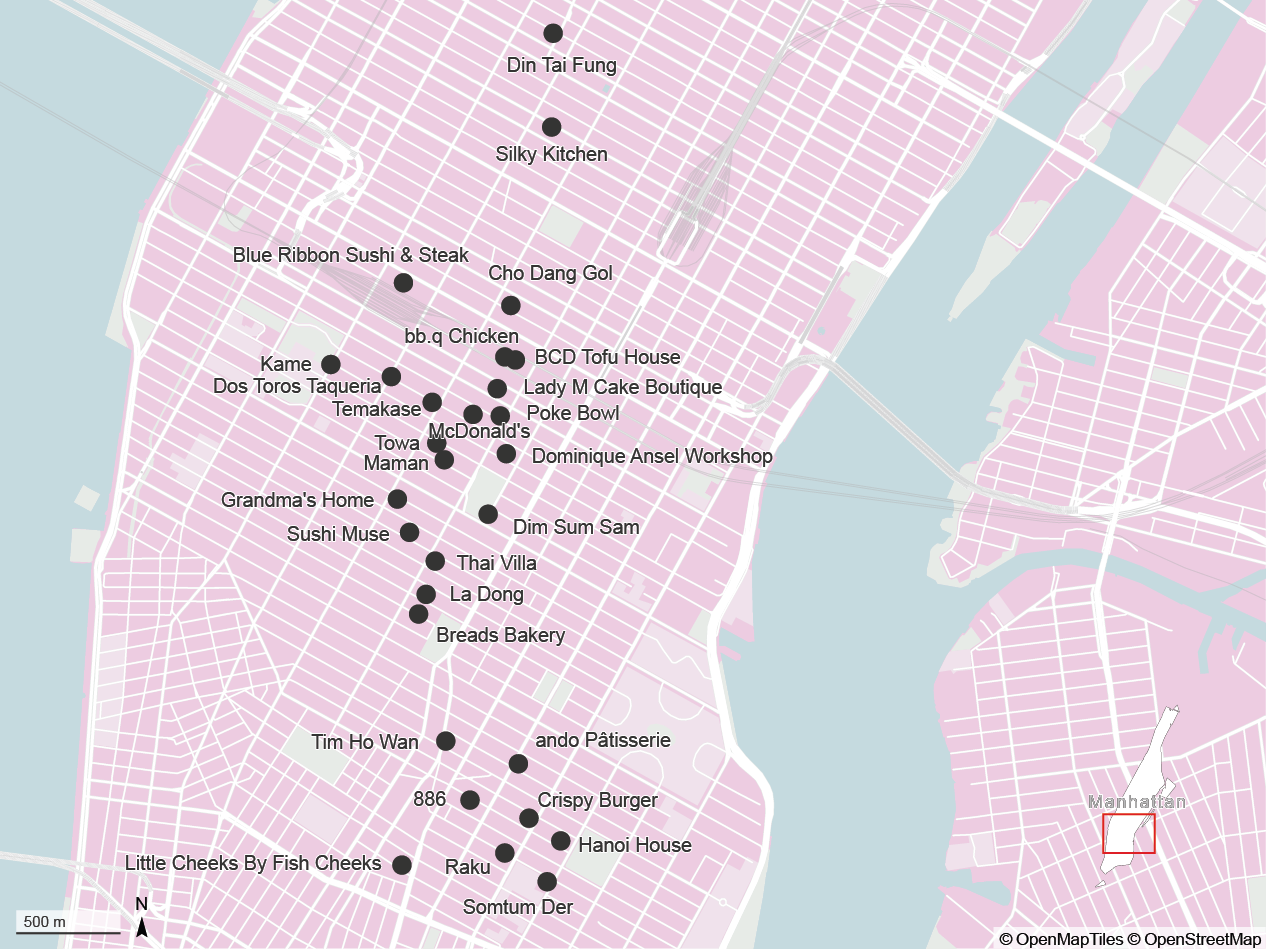 Din Tai Fung
Silky Kitchen
Blue Ribbon Sushi & Steak
Cho Dang Gol
bb.q Chicken
BCD Tofu House
Kame
Dos Toros Taqueria
Lady M Cake Boutique
Temakase
Poke Bowl
McDonald's
Towa
Maman
Dominique Ansel Workshop
Grandma's Home
Dim Sum Sam
Sushi Muse
Thai Villa
La Dong
Breads Bakery
Tim Ho Wan
ando Pâtisserie
886
Crispy Burger
Manhattan
Hanoi House
Little Cheeks By Fish Cheeks
Raku
Somtum Der
N
500 m
© OpenMapTiles © OpenStreetMap